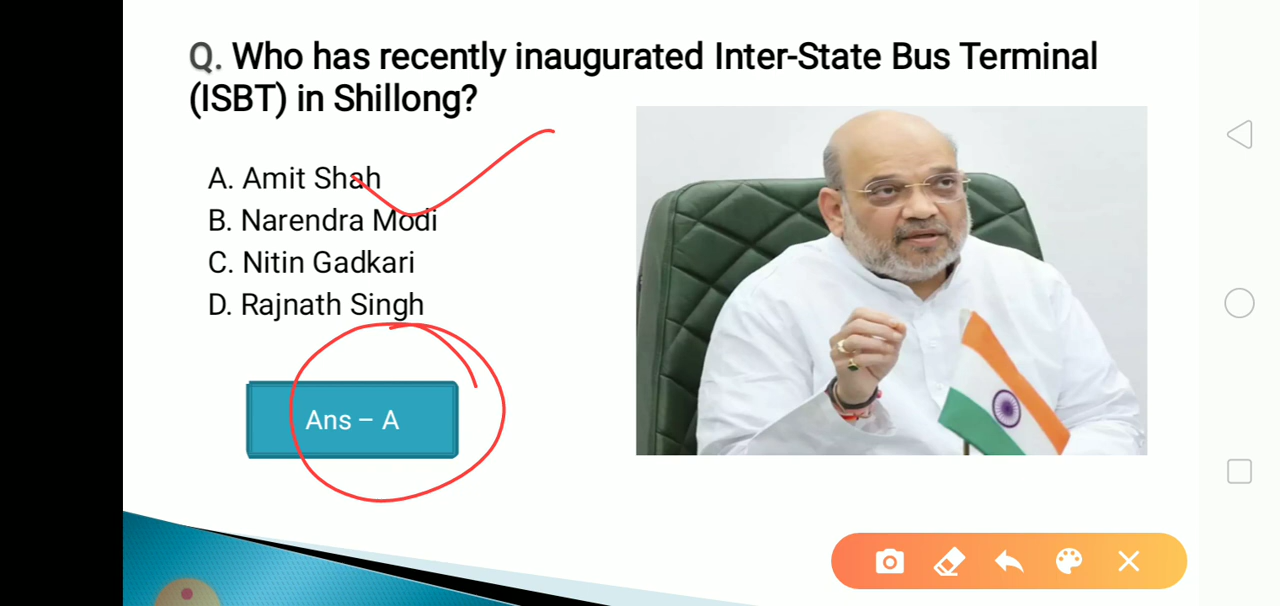 Q. Who has recently inaugurated Inter-State Bus Terminal
(ISBT) in Shillong?
A. Amit Shah
B. Narendra Modi
C. Nitin Gadkari
D. Rajnath Singh
Ans – A